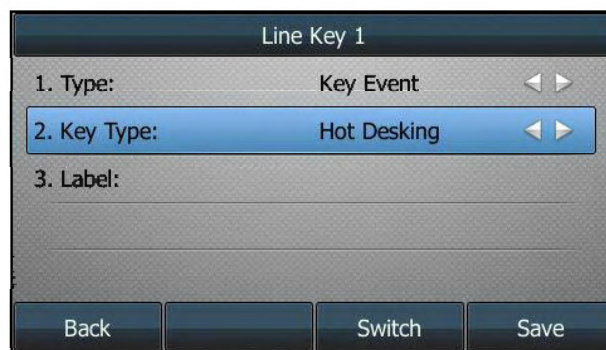 Line Key 1
1. Type: Key Event
2. Key Type: Hot Desking
3. Label:
Back Switch Save